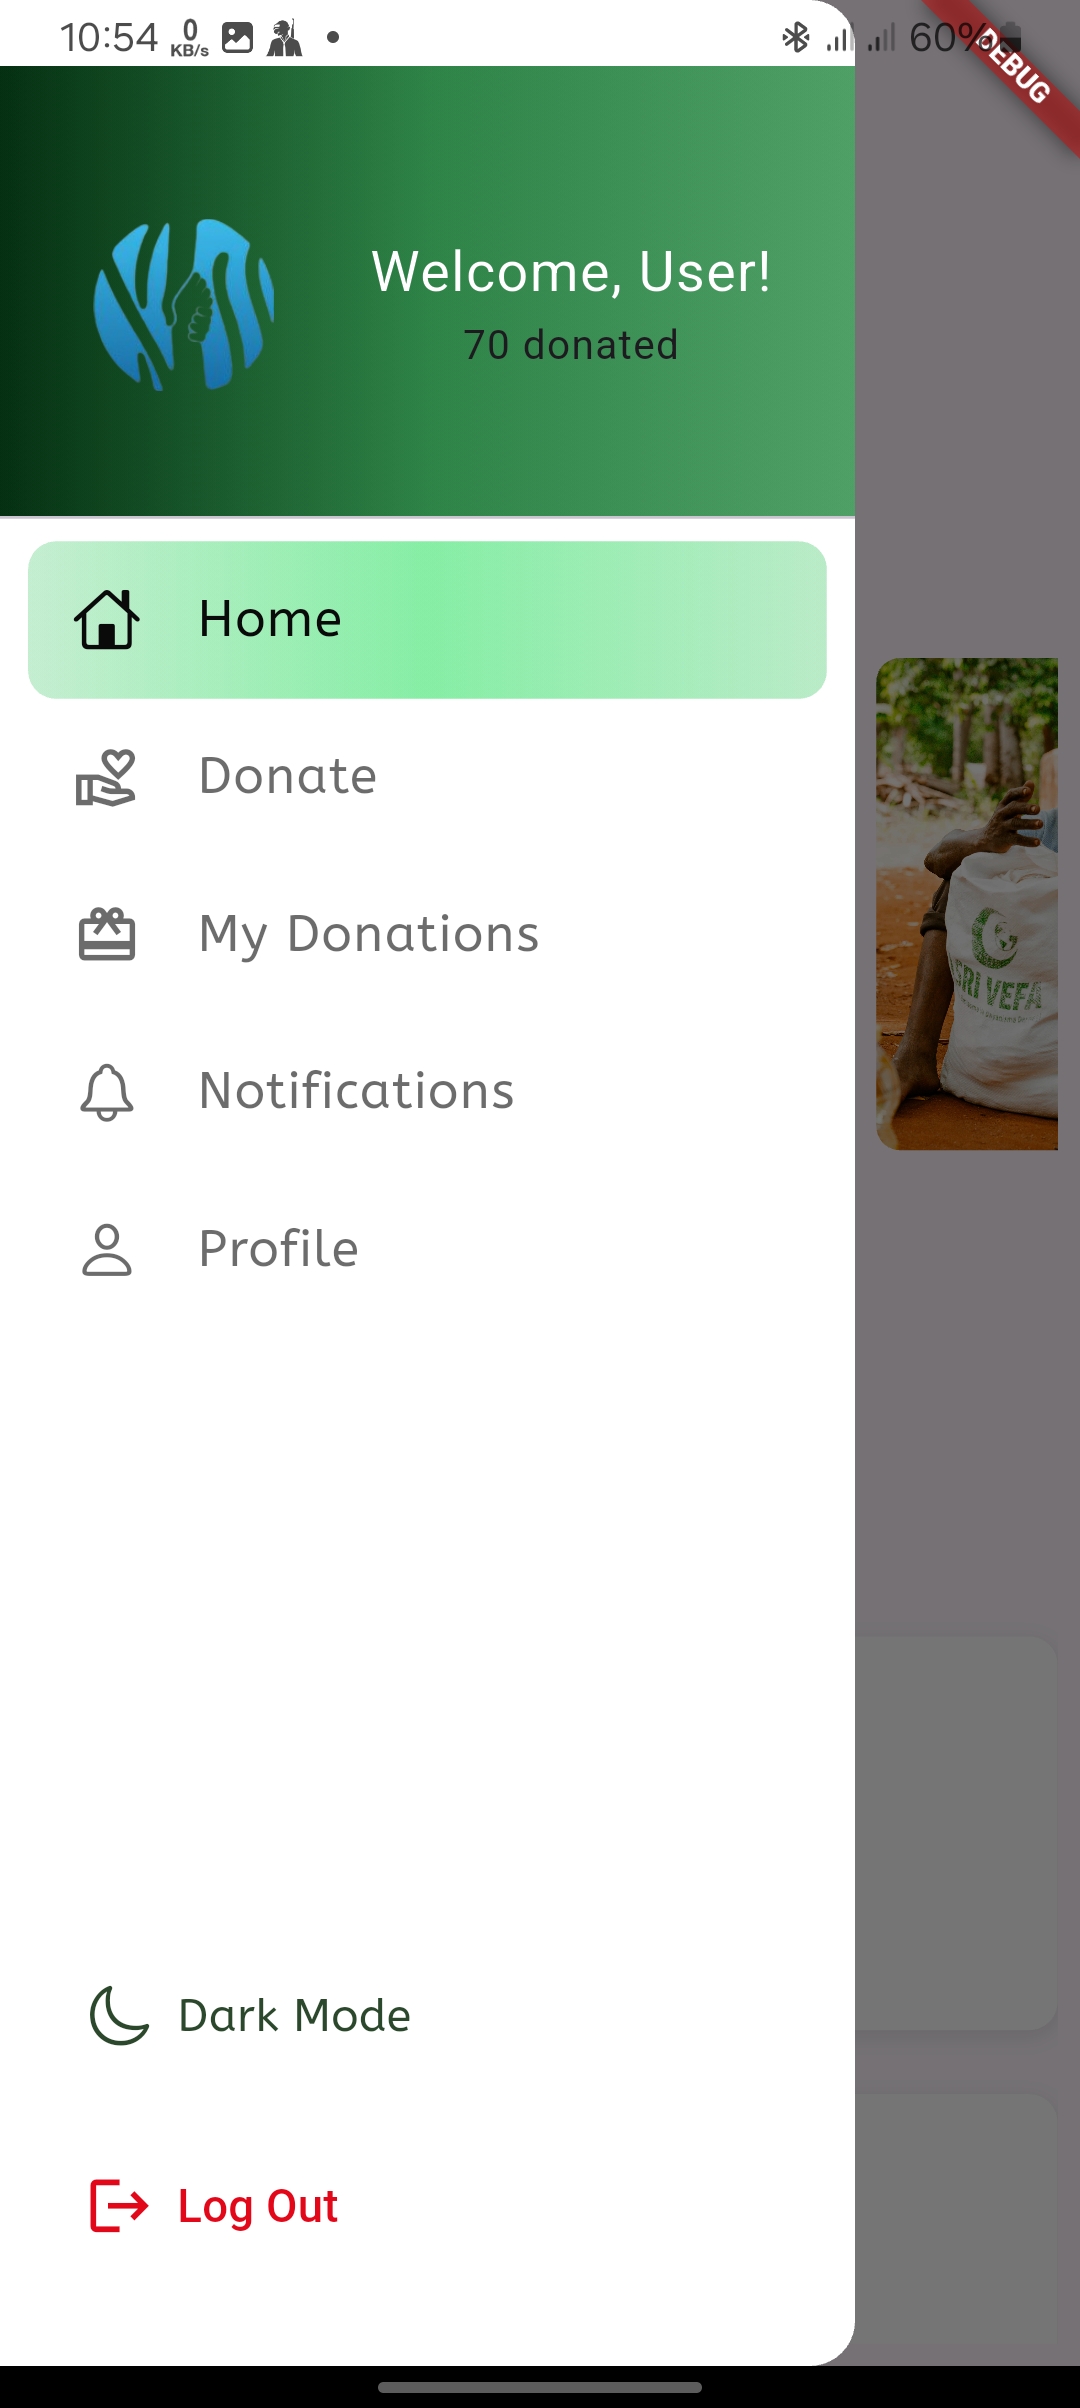 10:54 0 KB/s 60%
DEBUG
Welcome, User!
70 donated
Home
Donate
My Donations
Notifications
Profile
VEFA
Dark Mode
Log Out